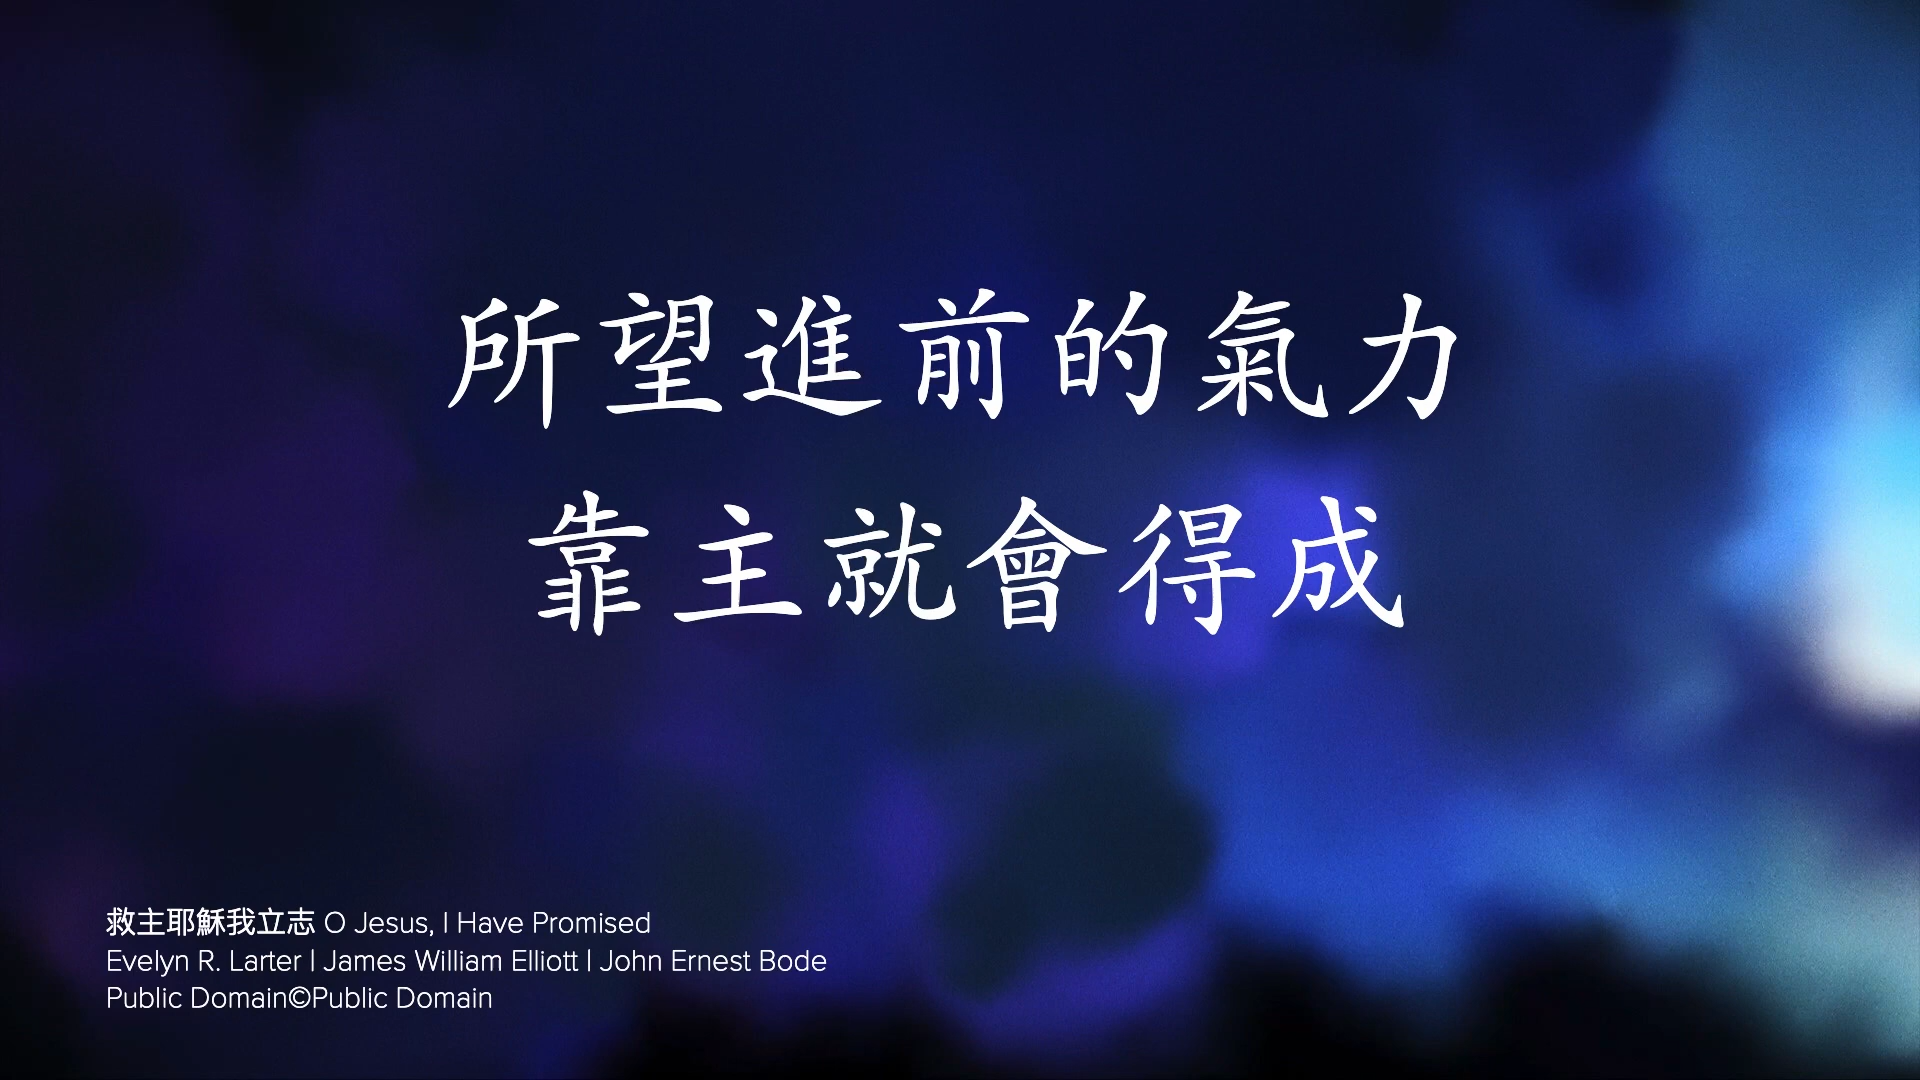 所望進前的氣力
靠主就會得成
救主耶穌我立志 O Jesus, I Have Promised
Evelyn R. Larter | James William Elliott | John Ernest Bode
Public Domain©Public Domain